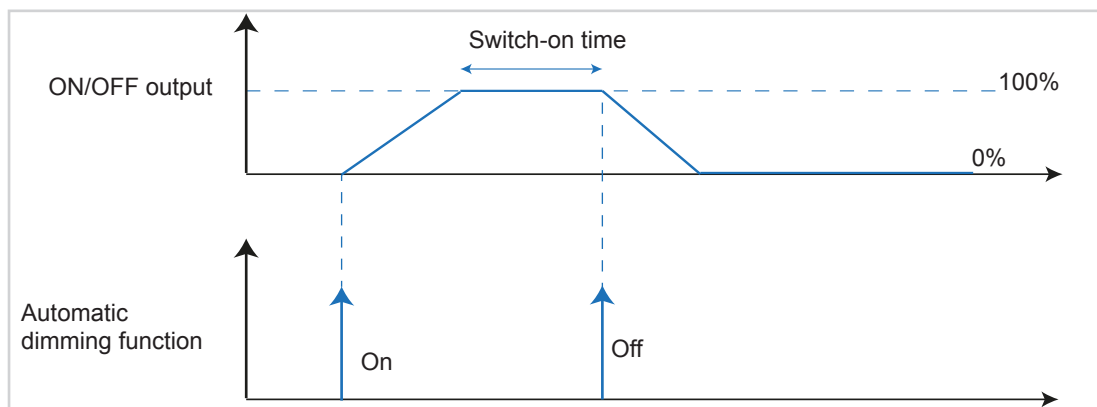 Switch-on time
ON/OFF output
100%
0%
Automatic
dimming function
On
Off